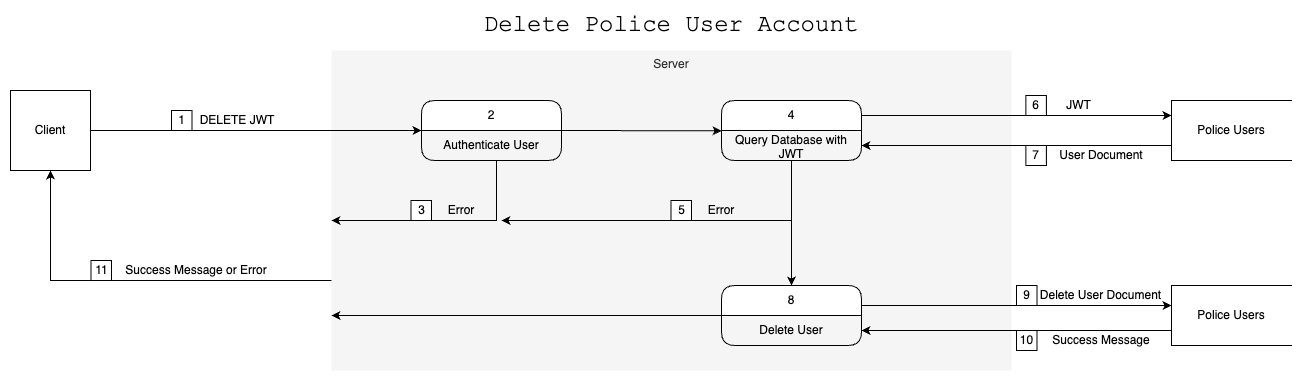 Delete Police User Account
Server
Client
1 DELETE JWT
2
Authenticate User
4
Query Database with
JWT
6 JWT
Police Users
7 User Document
3 Error
5 Error
11 Success Message or Error
8
Delete User
9 Delete User Document
Police Users
10 Success Message